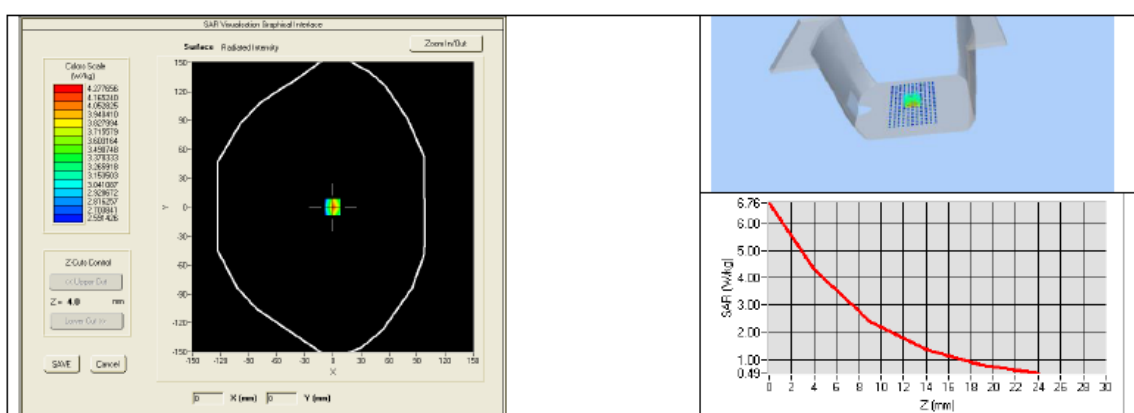 SAR Visualisation Graphical Interface
Surface Radiated Intensity
Zoom In/Out
Colors Scale
(W/kg)
4.277656
4.165240
4.052825
3.940410
3.827994
3.715579
3.603164
3.490748
3.378333
3.265918
3.153503
3.041087
2.928672
2.816257
2.703841
2.591426
150
120
90
60
30
0
-30
-60
-90
-120
-150
Y
-150 -120 -90 -60 -30 0 30 60 90 120 150
X
Z-Cuts Control
<< Upper Cut
Z = 4.0 mm
Lower Cut >>
SAVE Cancel
0 X (mm) 0 Y (mm)
6.76
6.00
5.00
4.00
3.00
2.00
1.00
0.49
SAR (W/kg)
0 2 4 6 8 10 12 14 16 18 20 22 24 26 28 30
Z (mm)